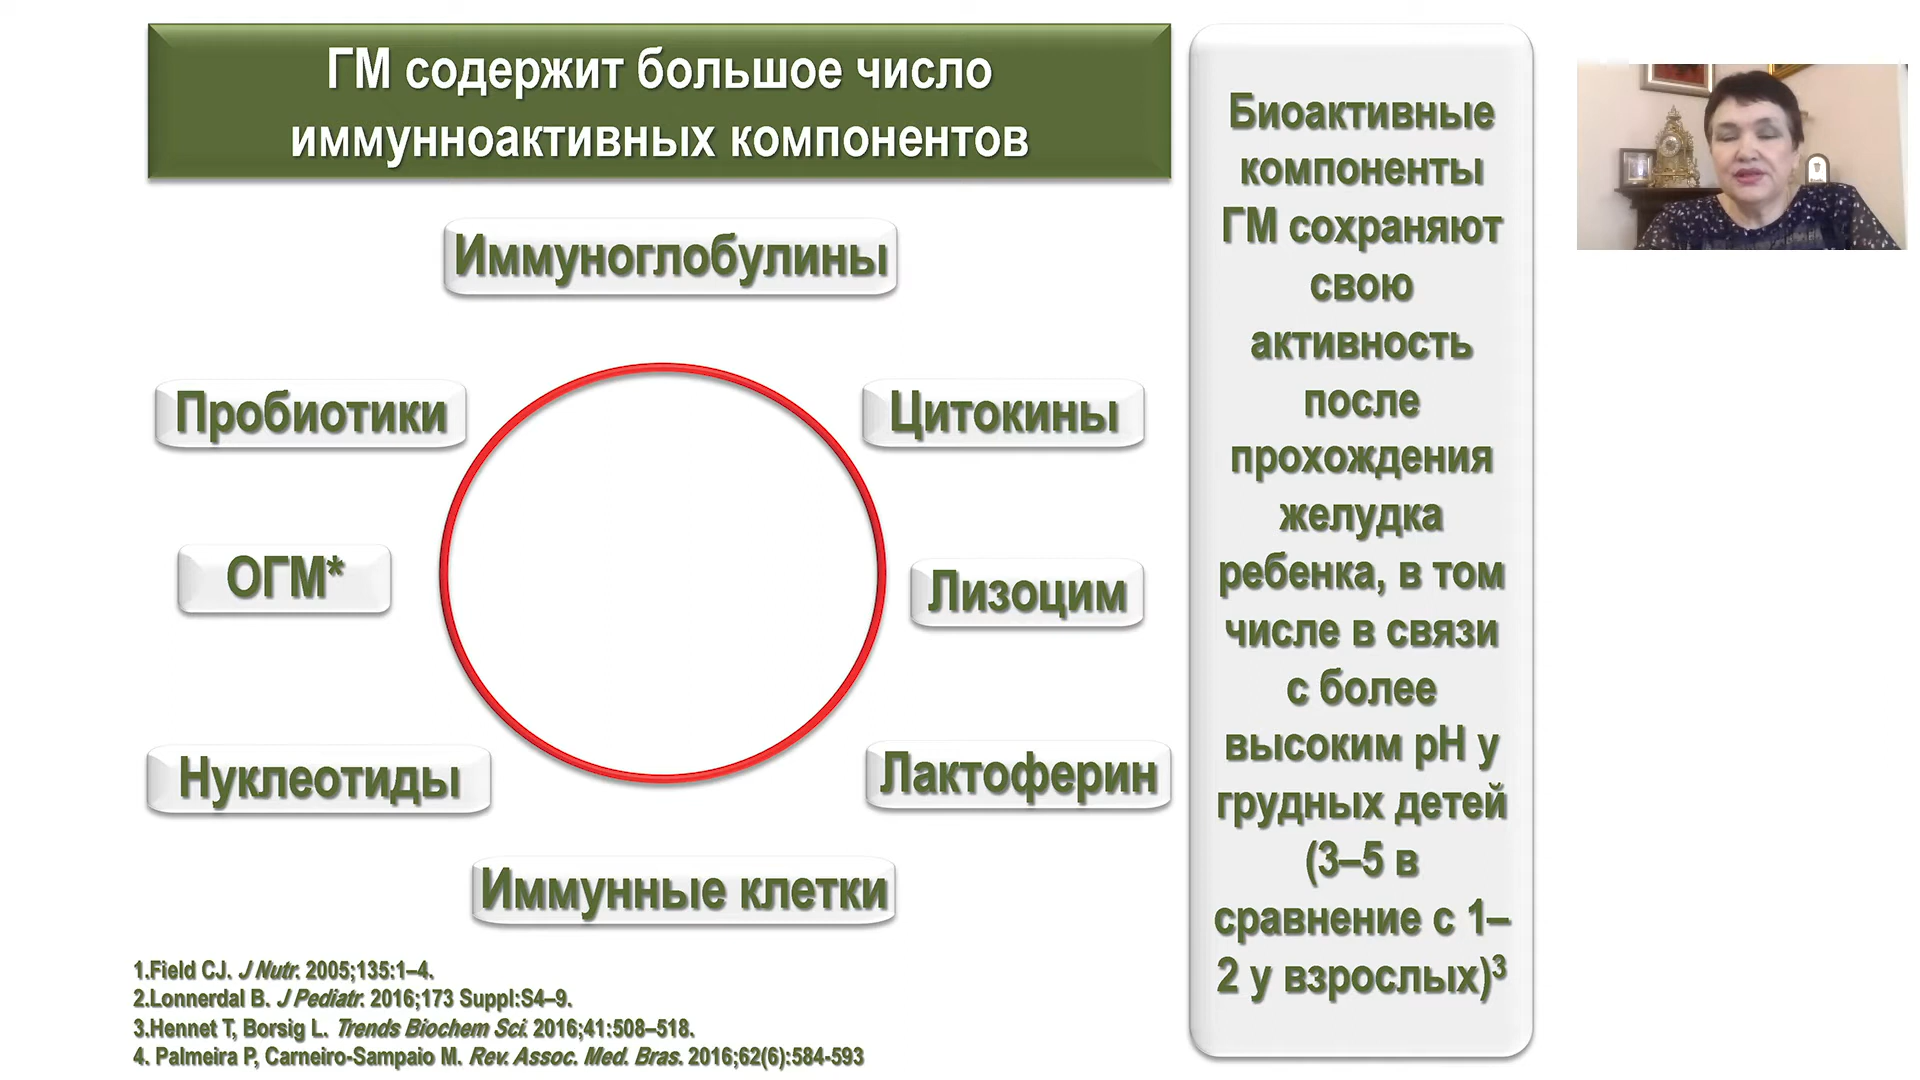 ГМ содержит большое число
иммунноактивных компонентов
Иммуноглобулины
Пробиотики
Цитокины
ОГМ*
Лизоцим
Нуклеотиды
Лактоферин
Иммунные клетки
1.Field CJ. J Nutr. 2005;135:1–4.
2.Lonnerdal B. J Pediatr. 2016;173 Suppl:S4–9.
3.Hennet T, Borsig L. Trends Biochem Sci. 2016;41:508–518.
4. Palmeira P, Carneiro-Sampaio M. Rev. Assoc. Med. Bras. 2016;62(6):584-593
Биоактивные
компоненты
ГМ сохраняют
свою
активность
после
прохождения
желудка
ребенка, в том
числе в связи
с более
высоким pH у
грудных детей
(3–5 в
сравнение с 1–
2 у взрослых)3